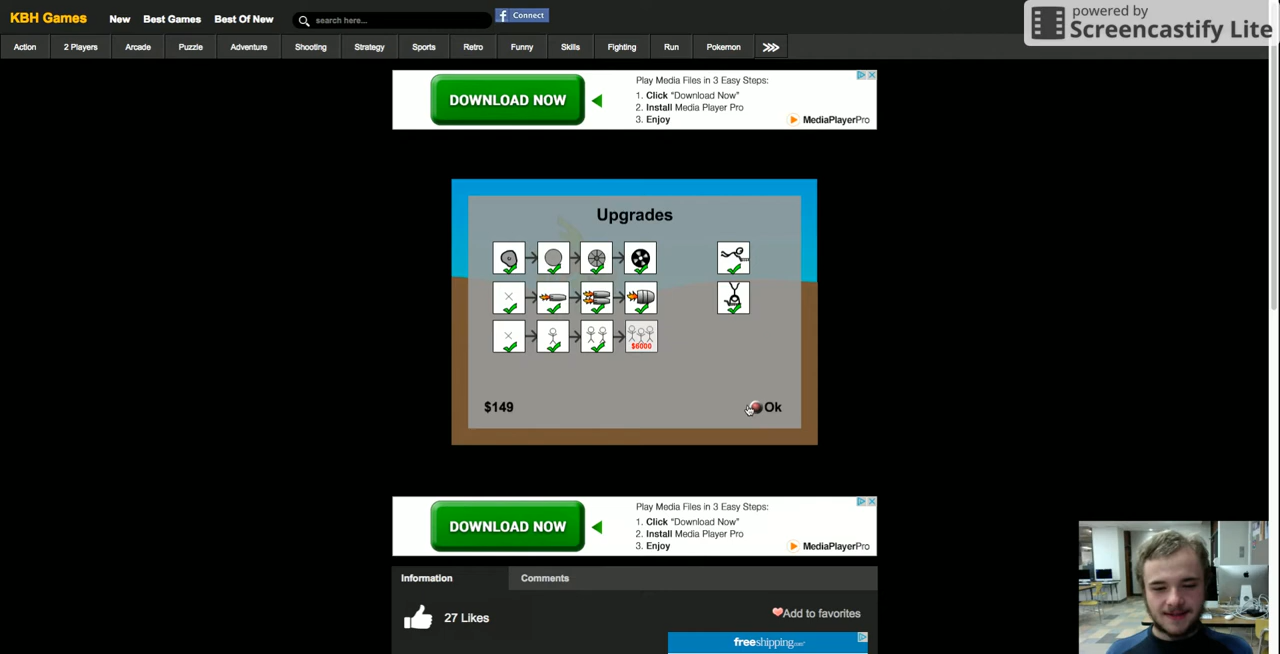 KBH Games
New
Best Games
Best Of New
search here...
f Connect
powered by
Screencastify Lite
Action
2 Players
Arcade
Puzzle
Adventure
Shooting
Strategy
Sports
Retro
Funny
Skills
Fighting
Run
Pokemon
DOWNLOAD NOW
Play Media Files in 3 Easy Steps:
1. Click "Download Now"
2. Install Media Player Pro
3. Enjoy
MediaPlayerPro
Upgrades
$6000
$149
Ok
DOWNLOAD NOW
Play Media Files in 3 Easy Steps:
1. Click "Download Now"
2. Install Media Player Pro
3. Enjoy
MediaPlayerPro
Information
Comments
27 Likes
Add to favorites
freeshipping.com